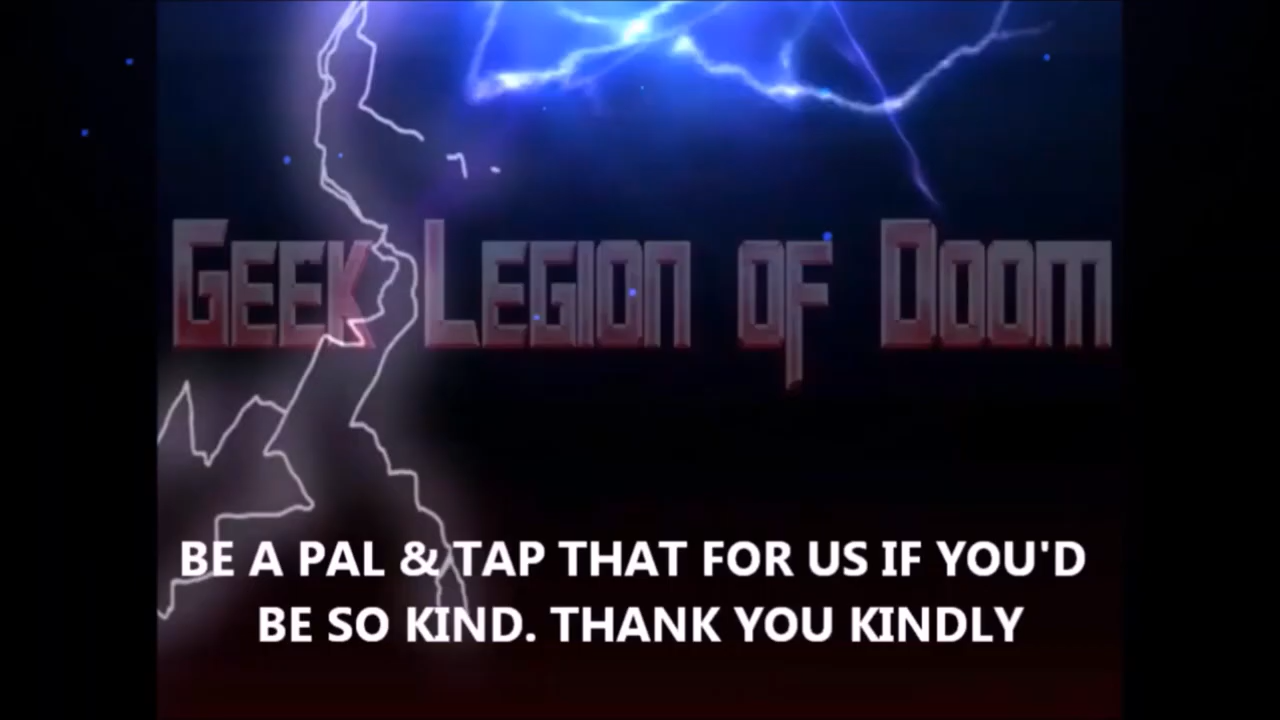 Geek Legion of Doom
BE A PAL & TAP THAT FOR US IF YOU'D
BE SO KIND. THANK YOU KINDLY